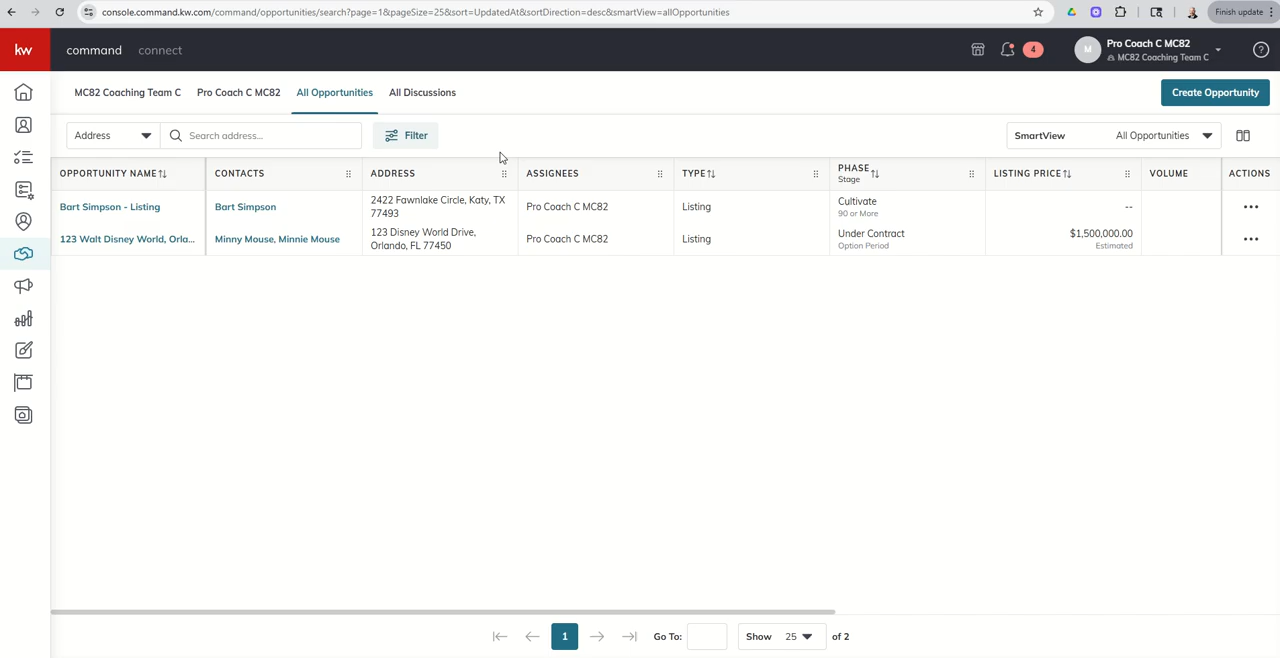 console.command.kw.com/command/opportunities/search?page=1&pageSize=25&sort=UpdatedAt&sortDirection=desc&smartView=allOpportunities
Finish update
kw
command
connect
4
M
Pro Coach C MC82
MC82 Coaching Team C
?
MC82 Coaching Team C
Pro Coach C MC82
All Opportunities
All Discussions
Create Opportunity
Address
Search address...
Filter
SmartView
All Opportunities
OPPORTUNITY NAME
CONTACTS
ADDRESS
ASSIGNEES
TYPE
PHASE
Stage
LISTING PRICE
VOLUME
ACTIONS
Bart Simpson - Listing
Bart Simpson
2422 Fawnlake Circle, Katy, TX
77493
Pro Coach C MC82
Listing
Cultivate
90 or More
--
123 Walt Disney World, Orla...
Minny Mouse, Minnie Mouse
123 Disney World Drive,
Orlando, FL 77450
Pro Coach C MC82
Listing
Under Contract
Option Period
$1,500,000.00
Estimated
1
Go To:
Show 25
of 2